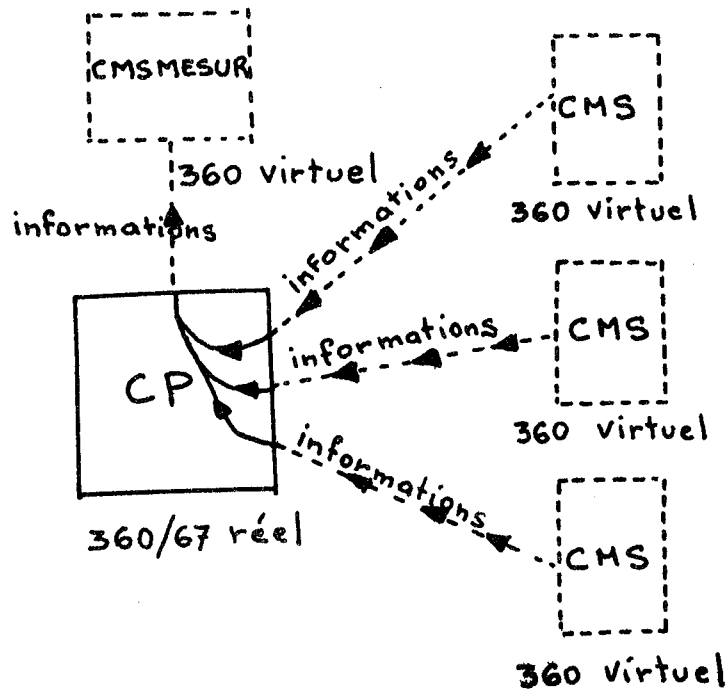 CMSMESUR
360 virtuel
informations
CP
360/67 réel
informations
CMS
360 virtuel
informations
CMS
360 virtuel
informations
CMS
360 virtuel